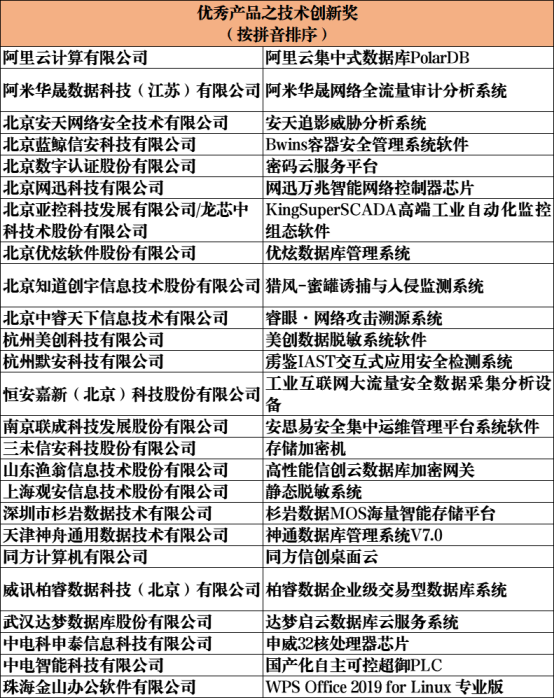 优秀产品之技术创新奖
（按拼音排序）
阿里云计算有限公司 阿里云集中式数据库PolarDB
阿米华晟数据科技（江苏）有限公司 阿米华晟网络全流量审计分析系统
北京安天网络安全技术有限公司 安天追影威胁分析系统
北京蓝鲸信安科技有限公司 Bwins容器安全管理系统软件
北京数字认证股份有限公司 密码云服务平台
北京网迅科技有限公司 网迅万兆智能网络控制器芯片
北京亚控科技发展有限公司/龙芯中 KingSuperSCADA高端工业自动化监控
科技术股份有限公司 组态软件
北京优炫软件股份有限公司 优炫数据库管理系统
北京知道创宇信息技术股份有限公司 猎风-蜜罐诱捕与入侵监测系统
北京中睿天下信息技术有限公司 睿眼·网络攻击溯源系统
杭州美创科技有限公司 美创数据脱敏系统软件
杭州默安科技有限公司 雳鉴IAST交互式应用安全检测系统
恒安嘉新（北京）科技股份有限公司 工业互联网大流量安全数据采集分析设
备
南京联成科技发展股份有限公司 安思易安全集中运维管理平台系统软件
三未信安科技股份有限公司 存储加密机
山东渔翁信息技术股份有限公司 高性能信创云数据库加密网关
上海观安信息技术股份有限公司 静态脱敏系统
深圳市杉岩数据技术有限公司 杉岩数据MOS海量智能存储平台
天津神舟通用数据技术有限公司 神通数据库管理系统V7.0
同方计算机有限公司 同方信创桌面云
威讯柏睿数据科技（北京）有限公司 柏睿数据企业级交易型数据库系统
武汉达梦数据库股份有限公司 达梦启云数据库云服务系统
中电科申泰信息科技有限公司 申威32核处理器芯片
中电智能科技有限公司 国产化自主可控超御PLC
珠海金山办公软件有限公司 WPS Office 2019 for Linux 专业版